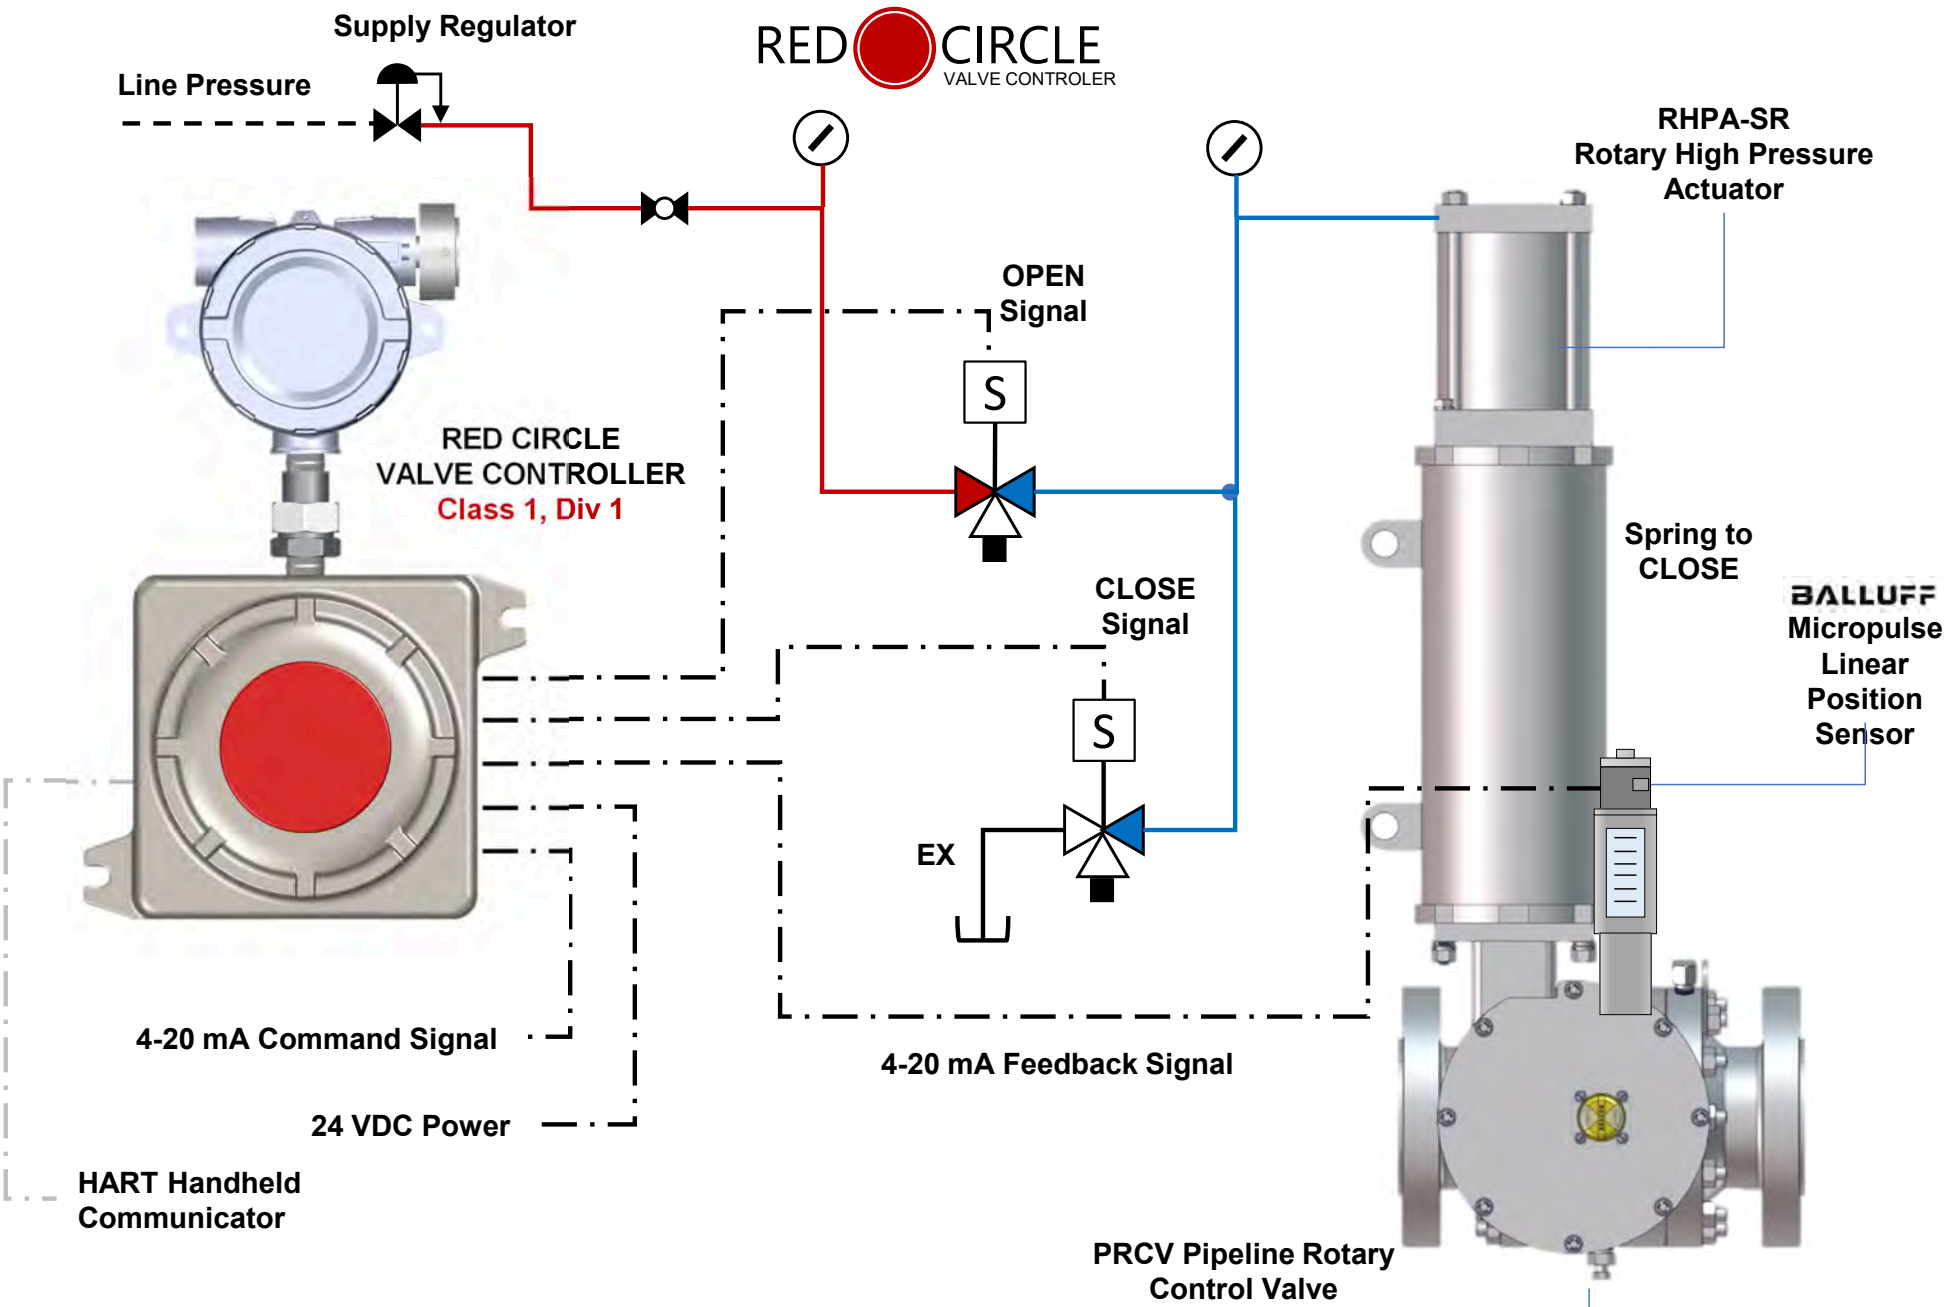 Supply Regulator
RED CIRCLE
VALVE CONTROLER
Line Pressure
RHPA-SR
Rotary High Pressure
Actuator
OPEN
Signal
S
RED CIRCLE
VALVE CONTROLLER
Class 1, Div 1
Spring to
CLOSE
CLOSE
Signal
BALLUFF
Micropulse
Linear
Position
Sensor
S
EX
4-20 mA Command Signal
4-20 mA Feedback Signal
24 VDC Power
HART Handheld
Communicator
PRCV Pipeline Rotary
Control Valve